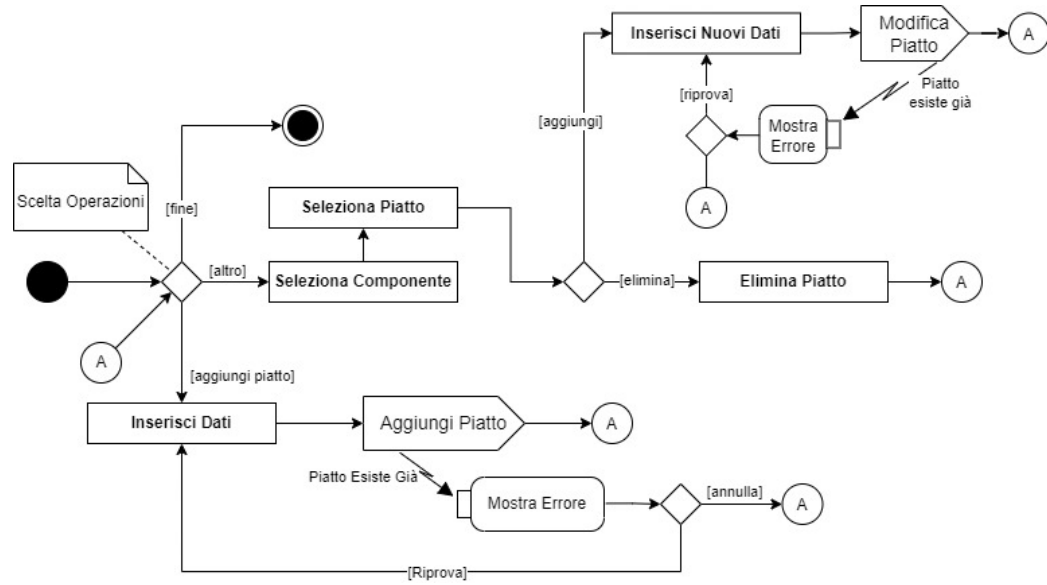 Inserisci Nuovi Dati
Modifica
Piatto
A
[riprova]
Piatto
esiste già
[aggiungi]
Mostra
Errore
Scelta Operazioni
[fine]
Seleziona Piatto
A
[altro]
Seleziona Componente
[elimina]
Elimina Piatto
A
A
[aggiungi piatto]
Inserisci Dati
Aggiungi Piatto
A
Piatto Esiste Già
Mostra Errore
[annulla]
A
[Riprova]